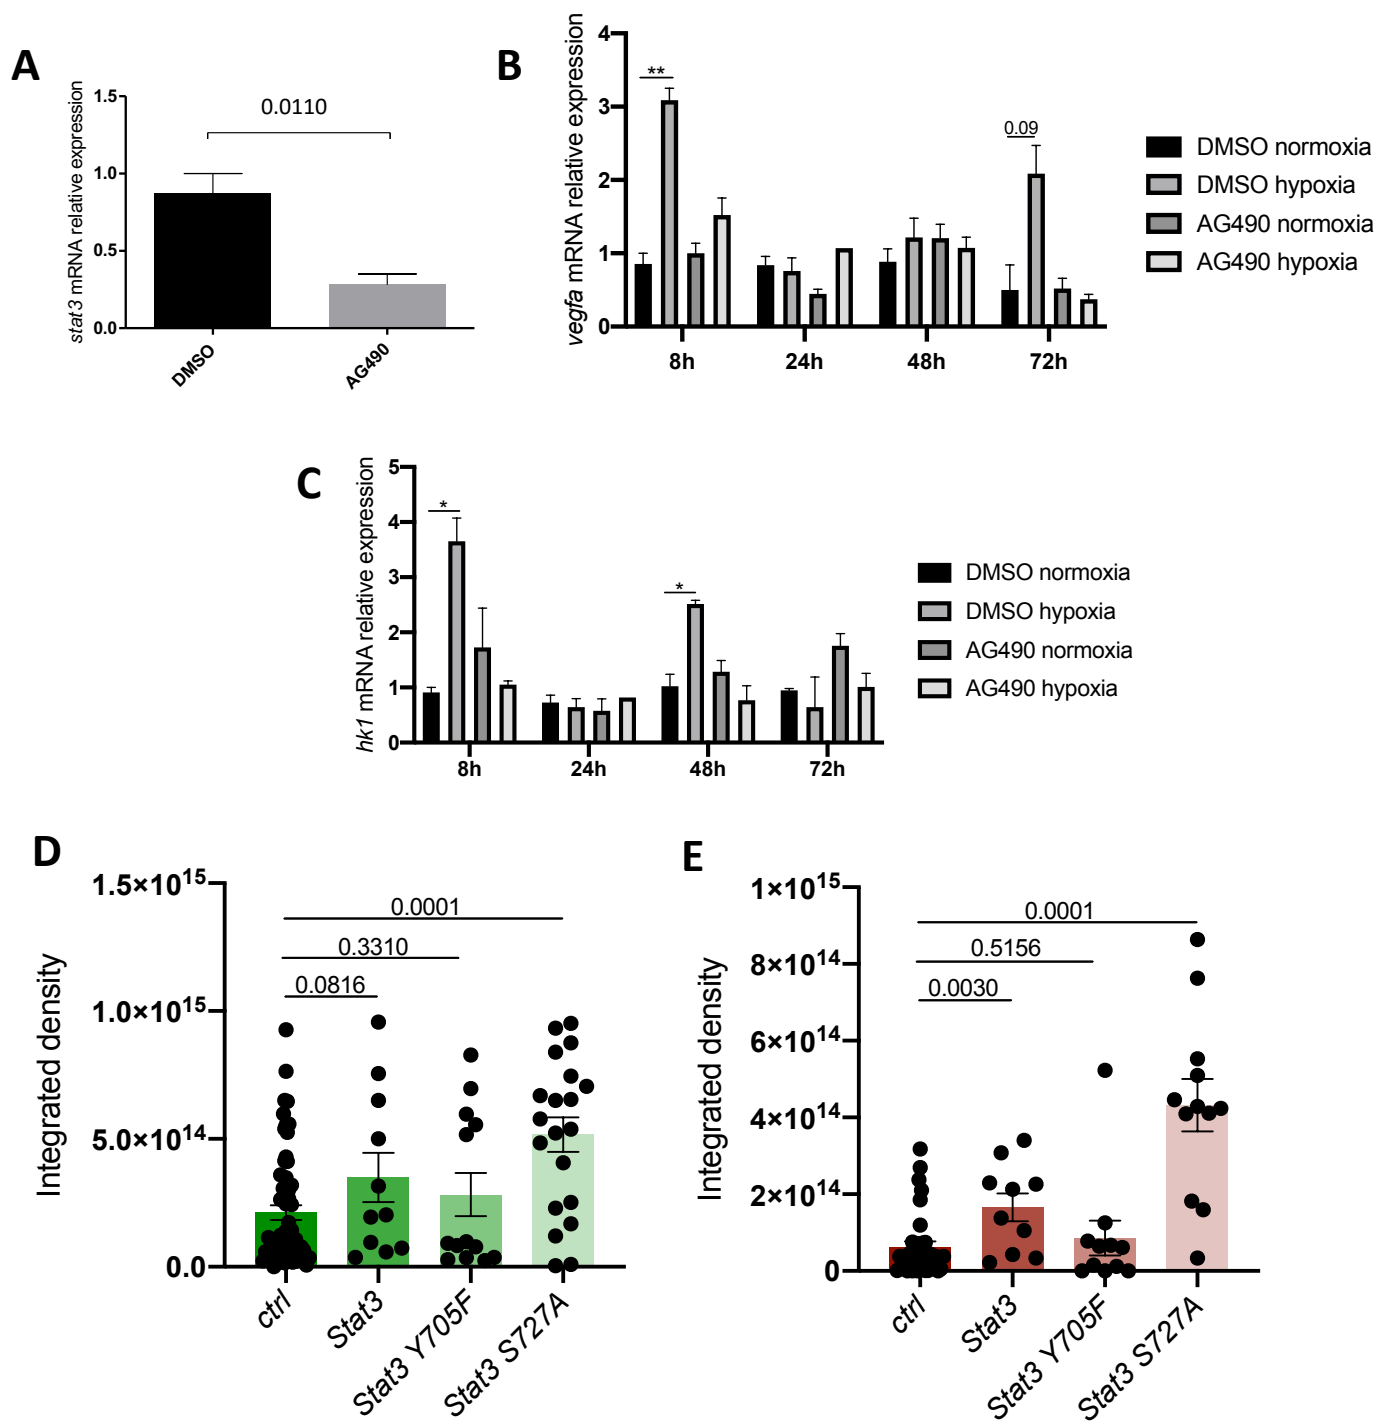 A
stat3 mRNA relative expression
1.5
1.0
0.5
0.0
0.0110
DMSO
AG490
B
vegfa mRNA relative expression
4
3
2
1
0
**
0.09
8h
24h
48h
72h
DMSO normoxia
DMSO hypoxia
AG490 normoxia
AG490 hypoxia
C
hk1 mRNA relative expression
5
4
3
2
1
0
*
*
8h
24h
48h
72h
DMSO normoxia
DMSO hypoxia
AG490 normoxia
AG490 hypoxia
D
Integrated density
1.5×10¹⁵
1.0×10¹⁵
5.0×10¹⁴
0.0
0.0001
0.3310
0.0816
ctrl
Stat3
Stat3 Y705F
Stat3 S727A
E
Integrated density
1×10¹⁵
8×10¹⁴
6×10¹⁴
4×10¹⁴
2×10¹⁴
0
0.0001
0.5156
0.0030
ctrl
Stat3
Stat3 Y705F
Stat3 S727A